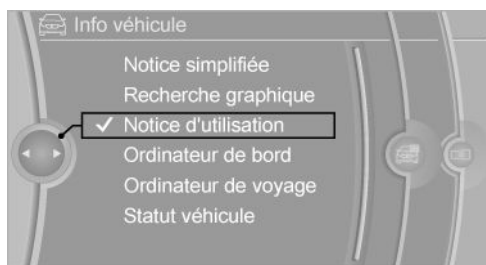 Info véhicule
Notice simplifiée
Recherche graphique
Notice d'utilisation
Ordinateur de bord
Ordinateur de voyage
Statut véhicule